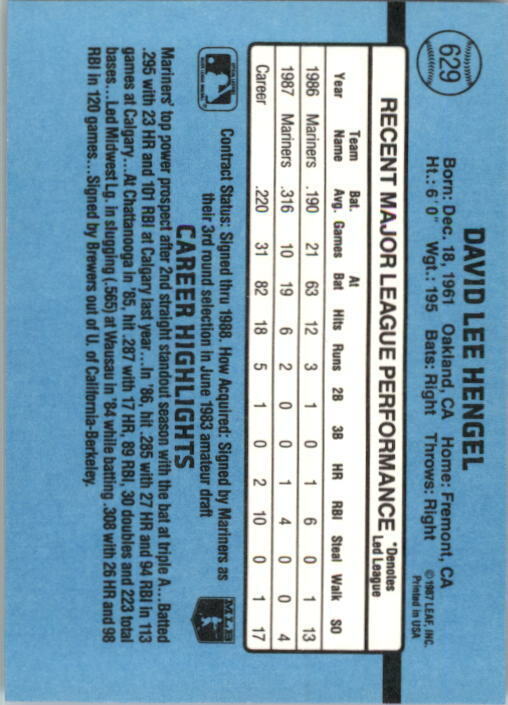 629
DAVID LEE HENGEL
Born: Dec. 18, 1961 Oakland, CA Home: Fremont, CA
Ht.: 6' 0" Wgt.: 195 Bats: Right Throws: Right
© 1987 LEAF, INC.
Printed in USA
RECENT MAJOR LEAGUE PERFORMANCE
*Denotes
Led League
Year Team Name Bat. Avg. Games At Bat Hits Runs 2B 3B HR RBI Steal Walk SO
1986 Mariners .190 21 63 12 3 1 0 1 6 0 1 13
1987 Mariners .316 10 19 6 2 0 0 1 4 0 0 4
Career .220 31 82 18 5 1 0 2 10 0 1 17
Contract Status: Signed thru 1988. How Acquired: Signed by Mariners as
their 3rd round selection in June 1983 amateur draft
MLB
CAREER HIGHLIGHTS
Mariners' top power prospect after 2nd straight standout season with the bat at triple A...Batted
.295 with 23 HR and 101 RBI at Calgary last year...In '86, hit .285 with 27 HR and 94 RBI in 113
games at Calgary...At Chattanooga in '85, hit .287 with 17 HR, 89 RBI, 30 doubles and 223 total
bases...Led Midwest Lg. in slugging (.565) at Wausau in '84 while batting .308 with 26 HR and 98
RBI in 120 games...Signed by Brewers out of U. of California-Berkeley.